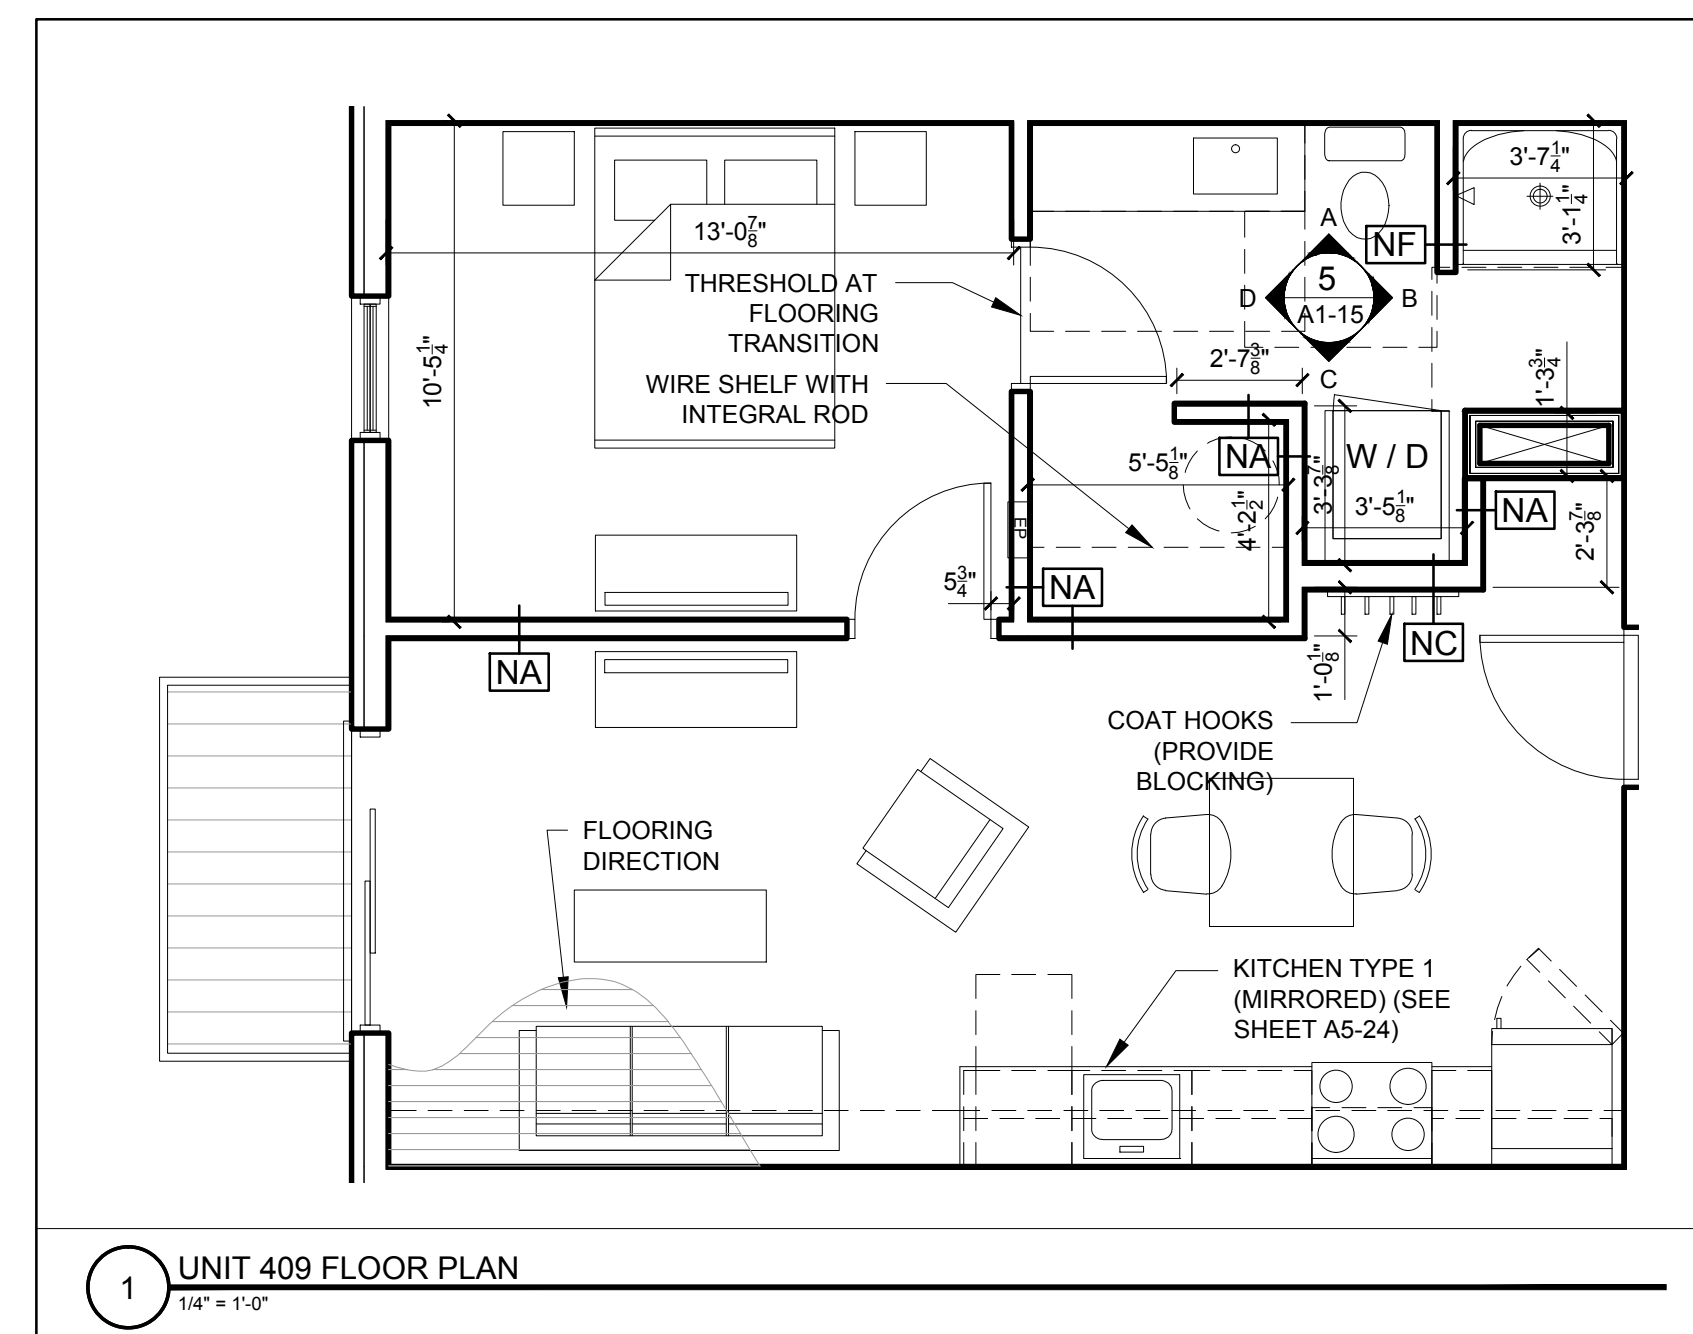 3'-7 1/4"
3'-1 1/4"
13'-0 7/8"
A
NF
THRESHOLD AT
FLOORING
TRANSITION
5
D
B
A1-15
10'-5 1/4"
2'-7 3/8"
C
1'-3 3/4"
WIRE SHELF WITH
INTEGRAL ROD
5'-5 1/8"
NA
W / D
3'-3 7/8"
3'-5 1/8"
NA
4'-2 1/2"
2'-3 7/8"
EP
5 3/4"
NA
NC
NA
1'-0 1/8"
COAT HOOKS
(PROVIDE
BLOCKING)
FLOORING
DIRECTION
KITCHEN TYPE 1
(MIRRORED) (SEE
SHEET A5-24)
1
UNIT 409 FLOOR PLAN
1/4" = 1'-0"